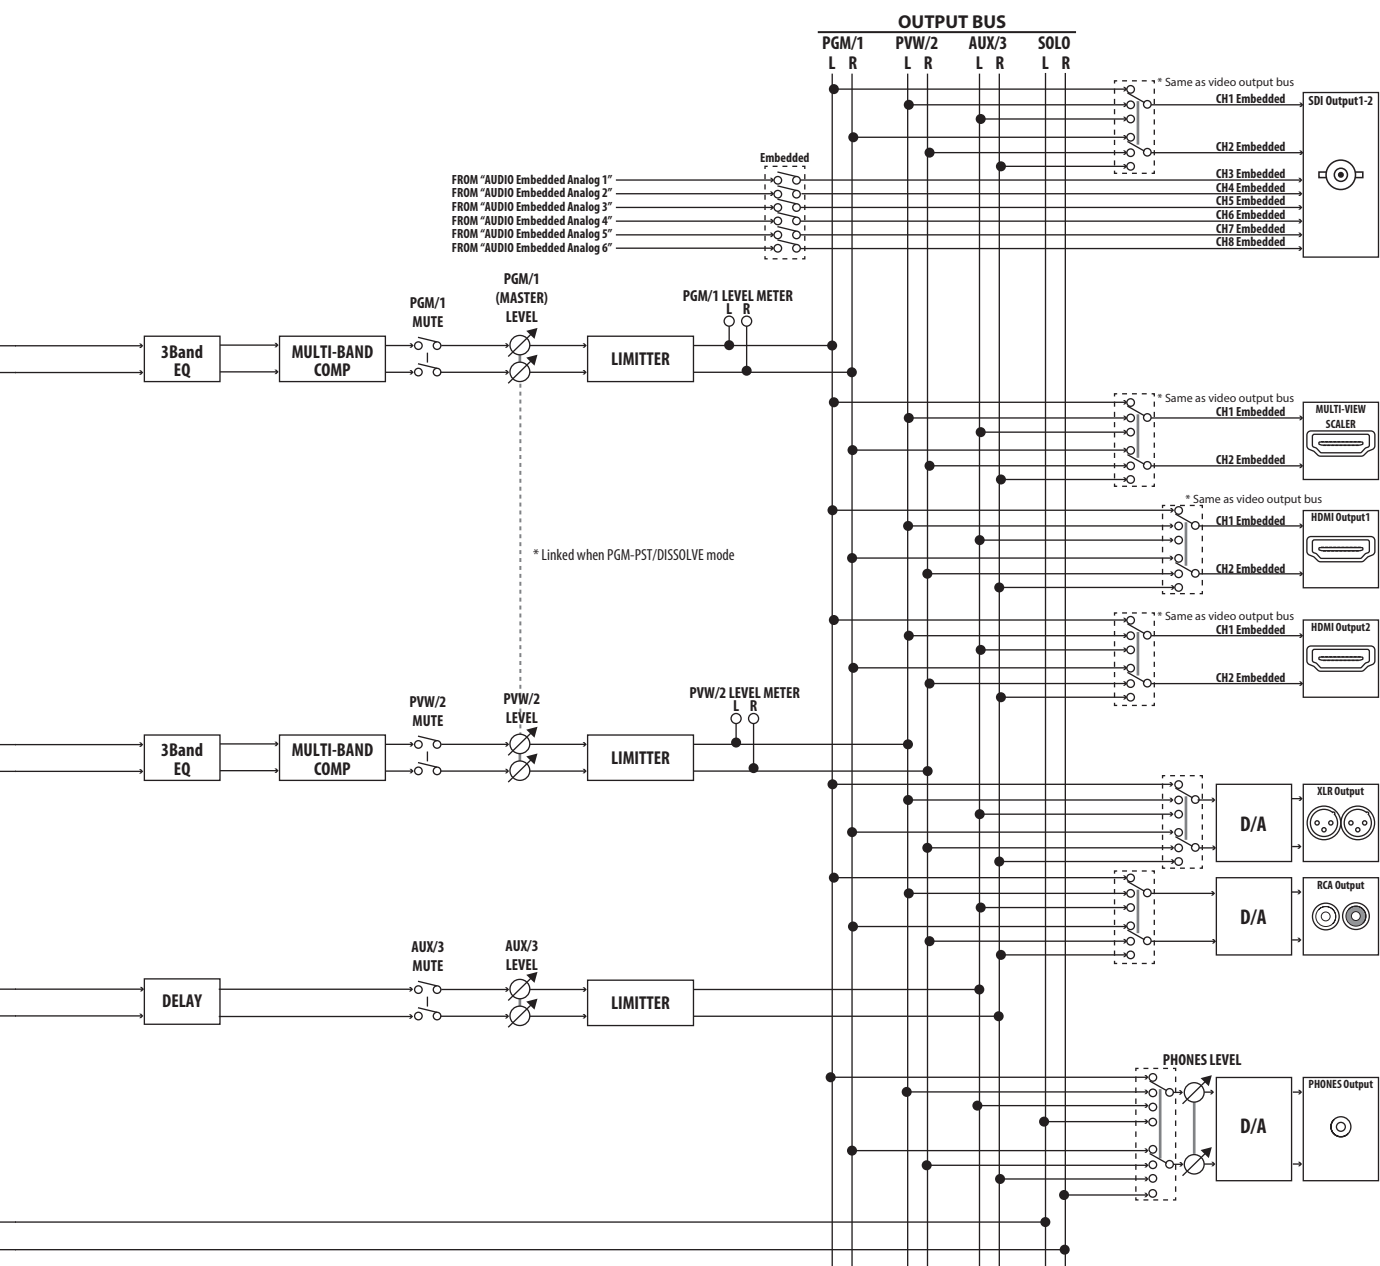 OUTPUT BUS
PGM/1 PVW/2 AUX/3 SOLO
L R L R L R L R
* Same as video output bus
CH1 Embedded
SDI Output1-2
CH2 Embedded
Embedded
FROM "AUDIO Embedded Analog 1"
CH3 Embedded
FROM "AUDIO Embedded Analog 2"
CH4 Embedded
FROM "AUDIO Embedded Analog 3"
CH5 Embedded
FROM "AUDIO Embedded Analog 4"
CH6 Embedded
FROM "AUDIO Embedded Analog 5"
CH7 Embedded
FROM "AUDIO Embedded Analog 6"
CH8 Embedded
PGM/1
MUTE
PGM/1
(MASTER)
LEVEL
PGM/1 LEVEL METER
L R
3Band
EQ
MULTI-BAND
COMP
LIMITTER
* Same as video output bus
CH1 Embedded
MULTI-VIEW
SCALER
CH2 Embedded
* Same as video output bus
CH1 Embedded
HDMI Output1
CH2 Embedded
* Linked when PGM-PST/DISSOLVE mode
* Same as video output bus
CH1 Embedded
HDMI Output2
CH2 Embedded
PVW/2
MUTE
PVW/2
LEVEL
PVW/2 LEVEL METER
L R
3Band
EQ
MULTI-BAND
COMP
LIMITTER
D/A
XLR Output
D/A
RCA Output
AUX/3
MUTE
AUX/3
LEVEL
DELAY
LIMITTER
PHONES LEVEL
D/A
PHONES Output